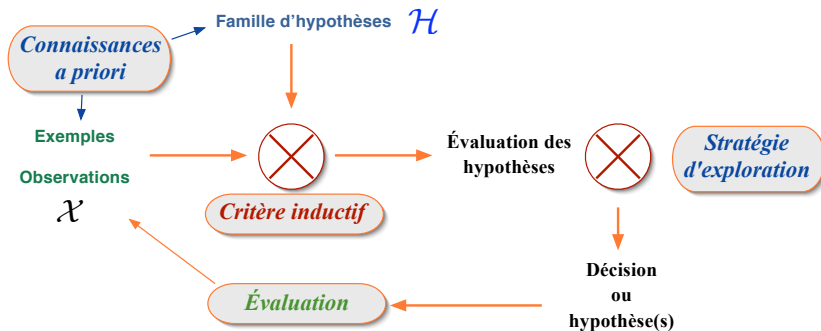 Famille d'hypothèses ℋ
Connaissances
a priori
Exemples
Observations
𝒳
Critère inductif
Évaluation des
hypothèses
Stratégie
d'exploration
Décision
ou
hypothèse(s)
Évaluation